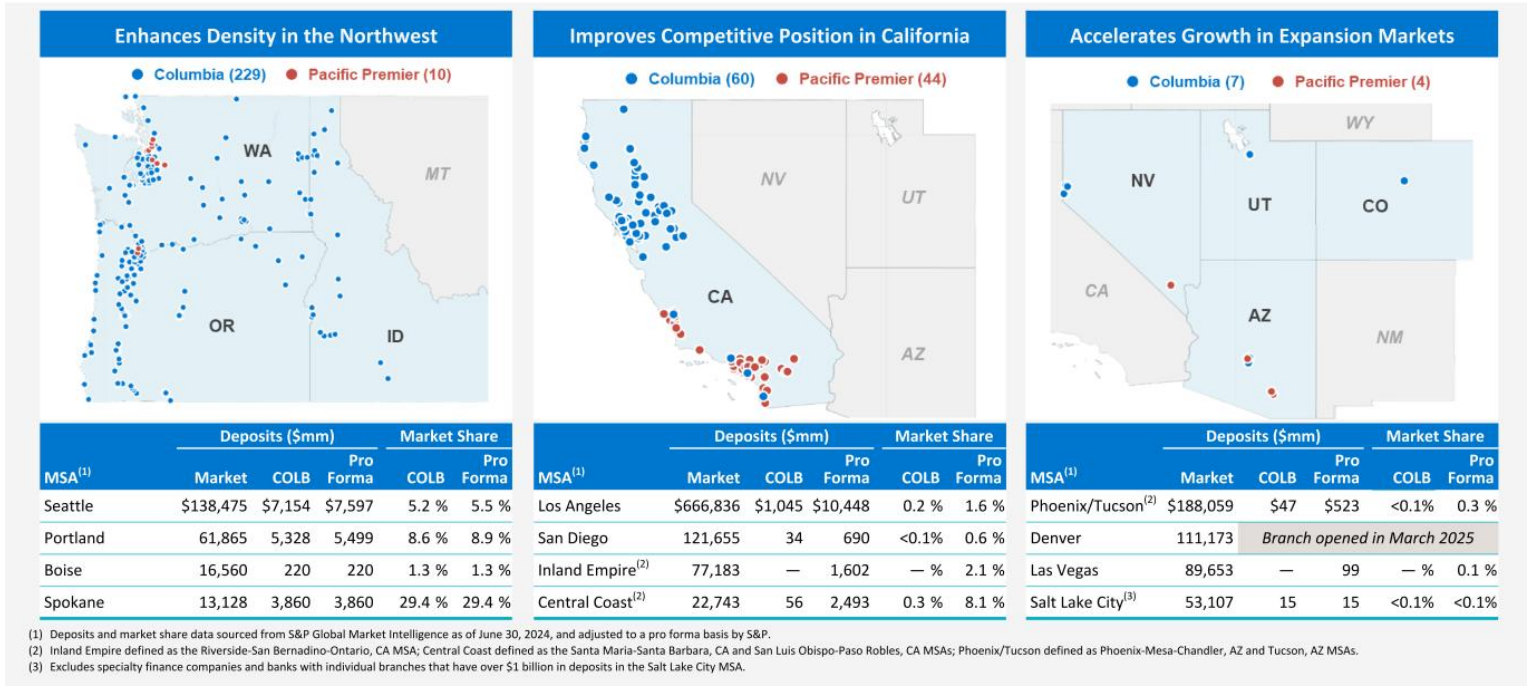 Enhances Density in the Northwest
Columbia (229) Pacific Premier (10)
WA
MT
OR
ID
Deposits ($mm) Market Share
MSA(1) Market COLB Pro Forma COLB Pro Forma
Seattle $138,475 $7,154 $7,597 5.2 % 5.5 %
Portland 61,865 5,328 5,499 8.6 % 8.9 %
Boise 16,560 220 220 1.3 % 1.3 %
Spokane 13,128 3,860 3,860 29.4 % 29.4 %
Improves Competitive Position in California
Columbia (60) Pacific Premier (44)
NV
UT
CA
AZ
Deposits ($mm) Market Share
MSA(1) Market COLB Pro Forma COLB Pro Forma
Los Angeles $666,836 $1,045 $10,448 0.2 % 1.6 %
San Diego 121,655 34 690 <0.1% 0.6 %
Inland Empire(2) 77,183 — 1,602 — % 2.1 %
Central Coast(2) 22,743 56 2,493 0.3 % 8.1 %
Accelerates Growth in Expansion Markets
Columbia (7) Pacific Premier (4)
WY
NV
UT
CO
CA
AZ
NM
Deposits ($mm) Market Share
MSA(1) Market COLB Pro Forma COLB Pro Forma
Phoenix/Tucson(2) $188,059 $47 $523 <0.1% 0.3 %
Denver 111,173 Branch opened in March 2025
Las Vegas 89,653 — 99 — % 0.1 %
Salt Lake City(3) 53,107 15 15 <0.1% <0.1%
(1) Deposits and market share data sourced from S&P Global Market Intelligence as of June 30, 2024, and adjusted to a pro forma basis by S&P.
(2) Inland Empire defined as the Riverside-San Bernadino-Ontario, CA MSA; Central Coast defined as the Santa Maria-Santa Barbara, CA and San Luis Obispo-Paso Robles, CA MSAs; Phoenix/Tucson defined as Phoenix-Mesa-Chandler, AZ and Tucson, AZ MSAs.
(3) Excludes specialty finance companies and banks with individual branches that have over $1 billion in deposits in the Salt Lake City MSA.